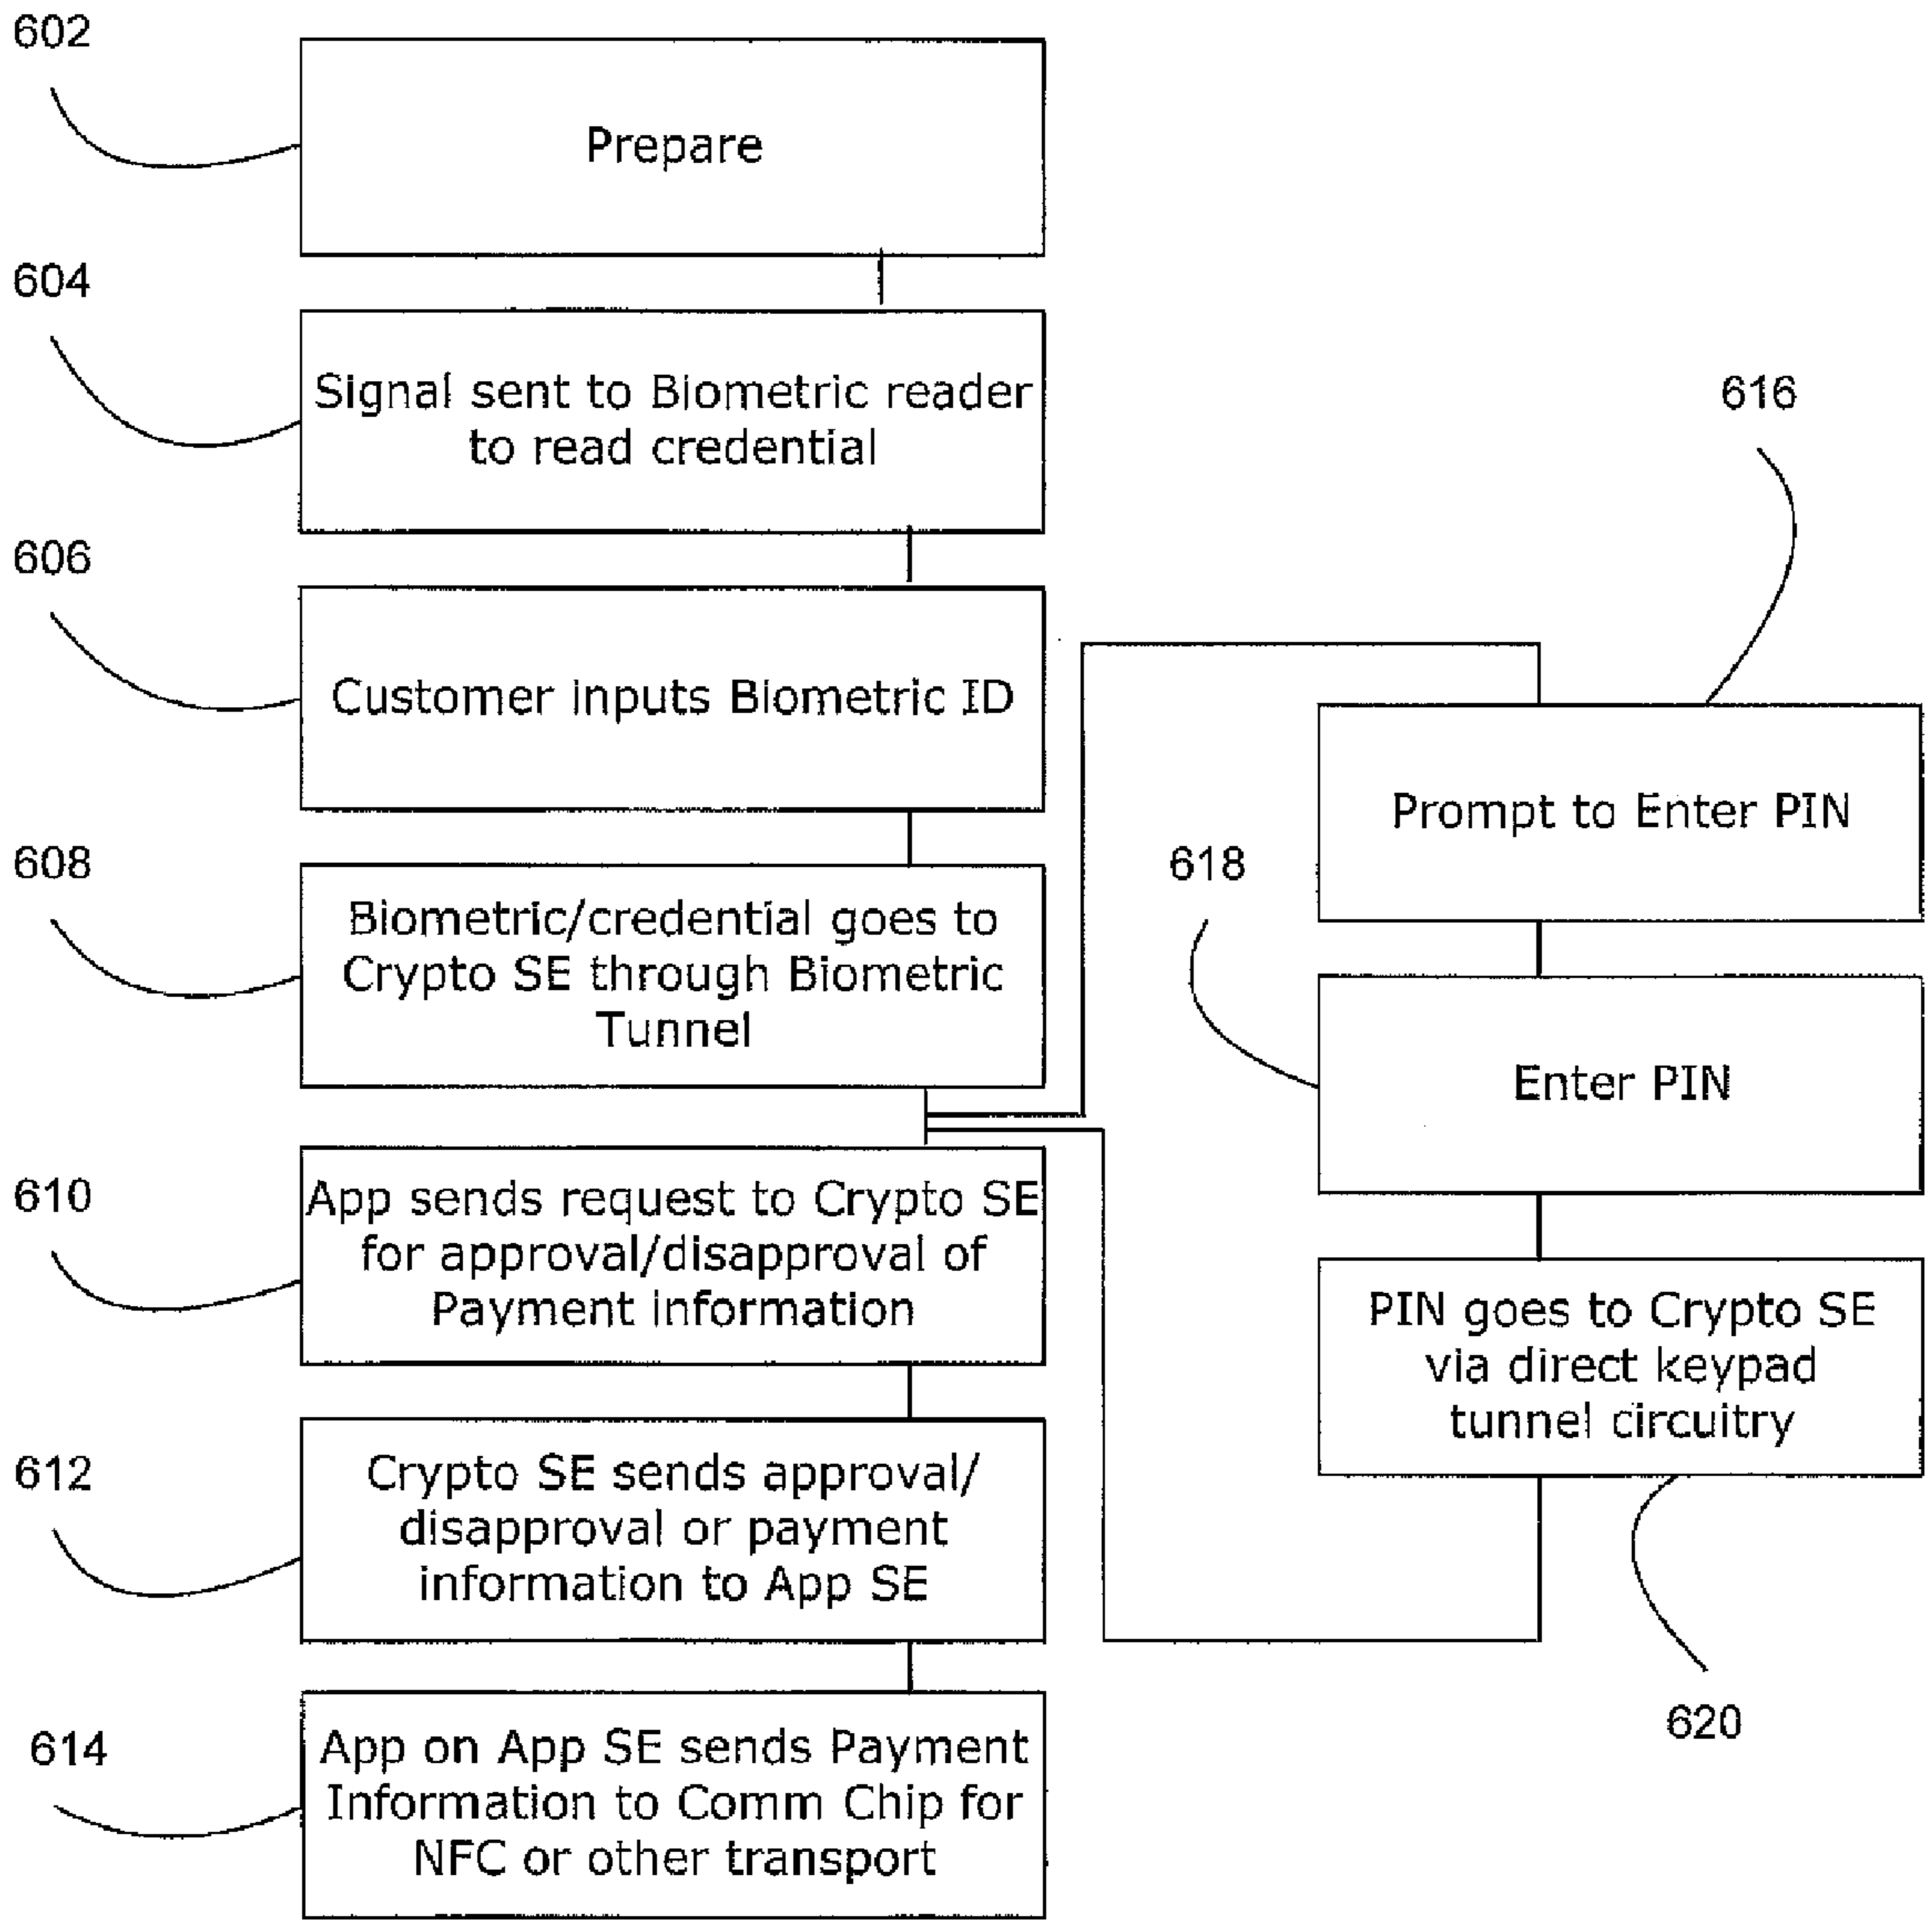 602
Prepare
604
Signal sent to Biometric reader
to read credential
606
Customer inputs Biometric ID
608
Biometric/credential goes to
Crypto SE through Biometric
Tunnel
610
App sends request to Crypto SE
for approval/disapproval of
Payment information
612
Crypto SE sends approval/
disapproval or payment
information to App SE
614
App on App SE sends Payment
Information to Comm Chip for
NFC or other transport
616
Prompt to Enter PIN
618
Enter PIN
PIN goes to Crypto SE
via direct keypad
tunnel circuitry
620